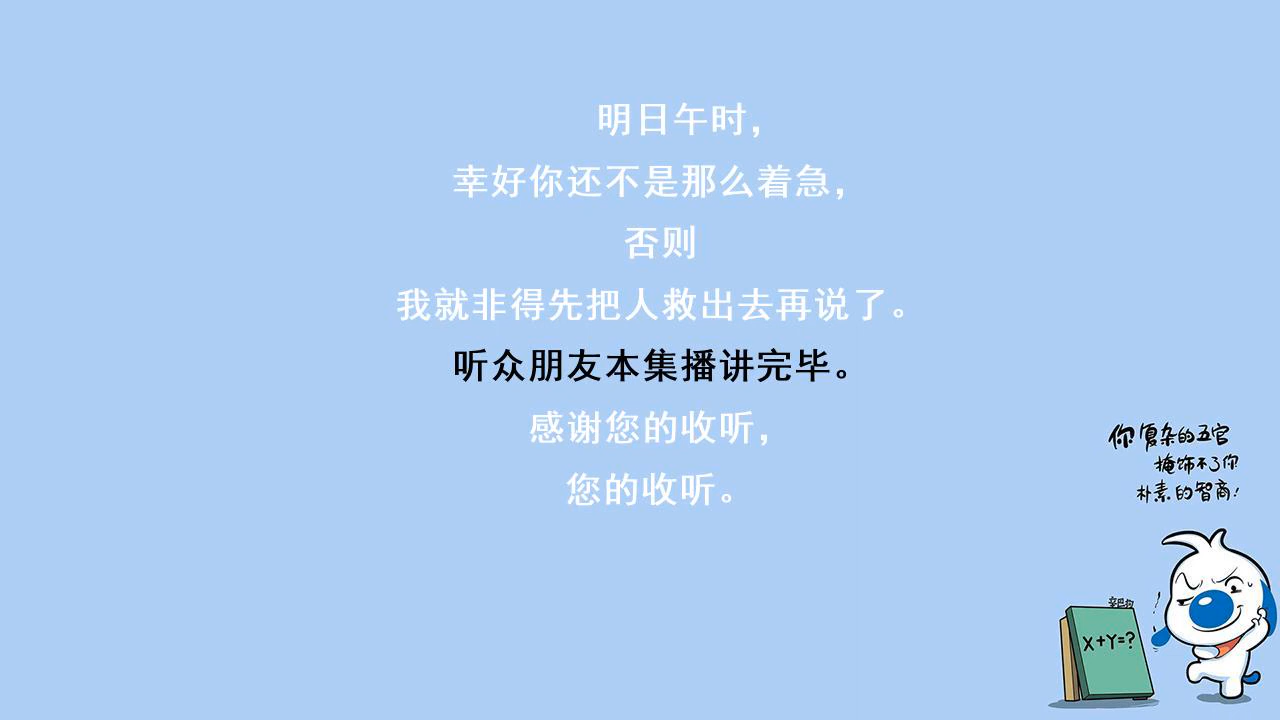 明日午时，
幸好你还不是那么着急，
否则
我就非得先把人救出去再说了。
听众朋友本集播讲完毕。
感谢您的收听，
您的收听。
你复杂的五官
掩饰不了你
朴素的智商!
X+Y=?